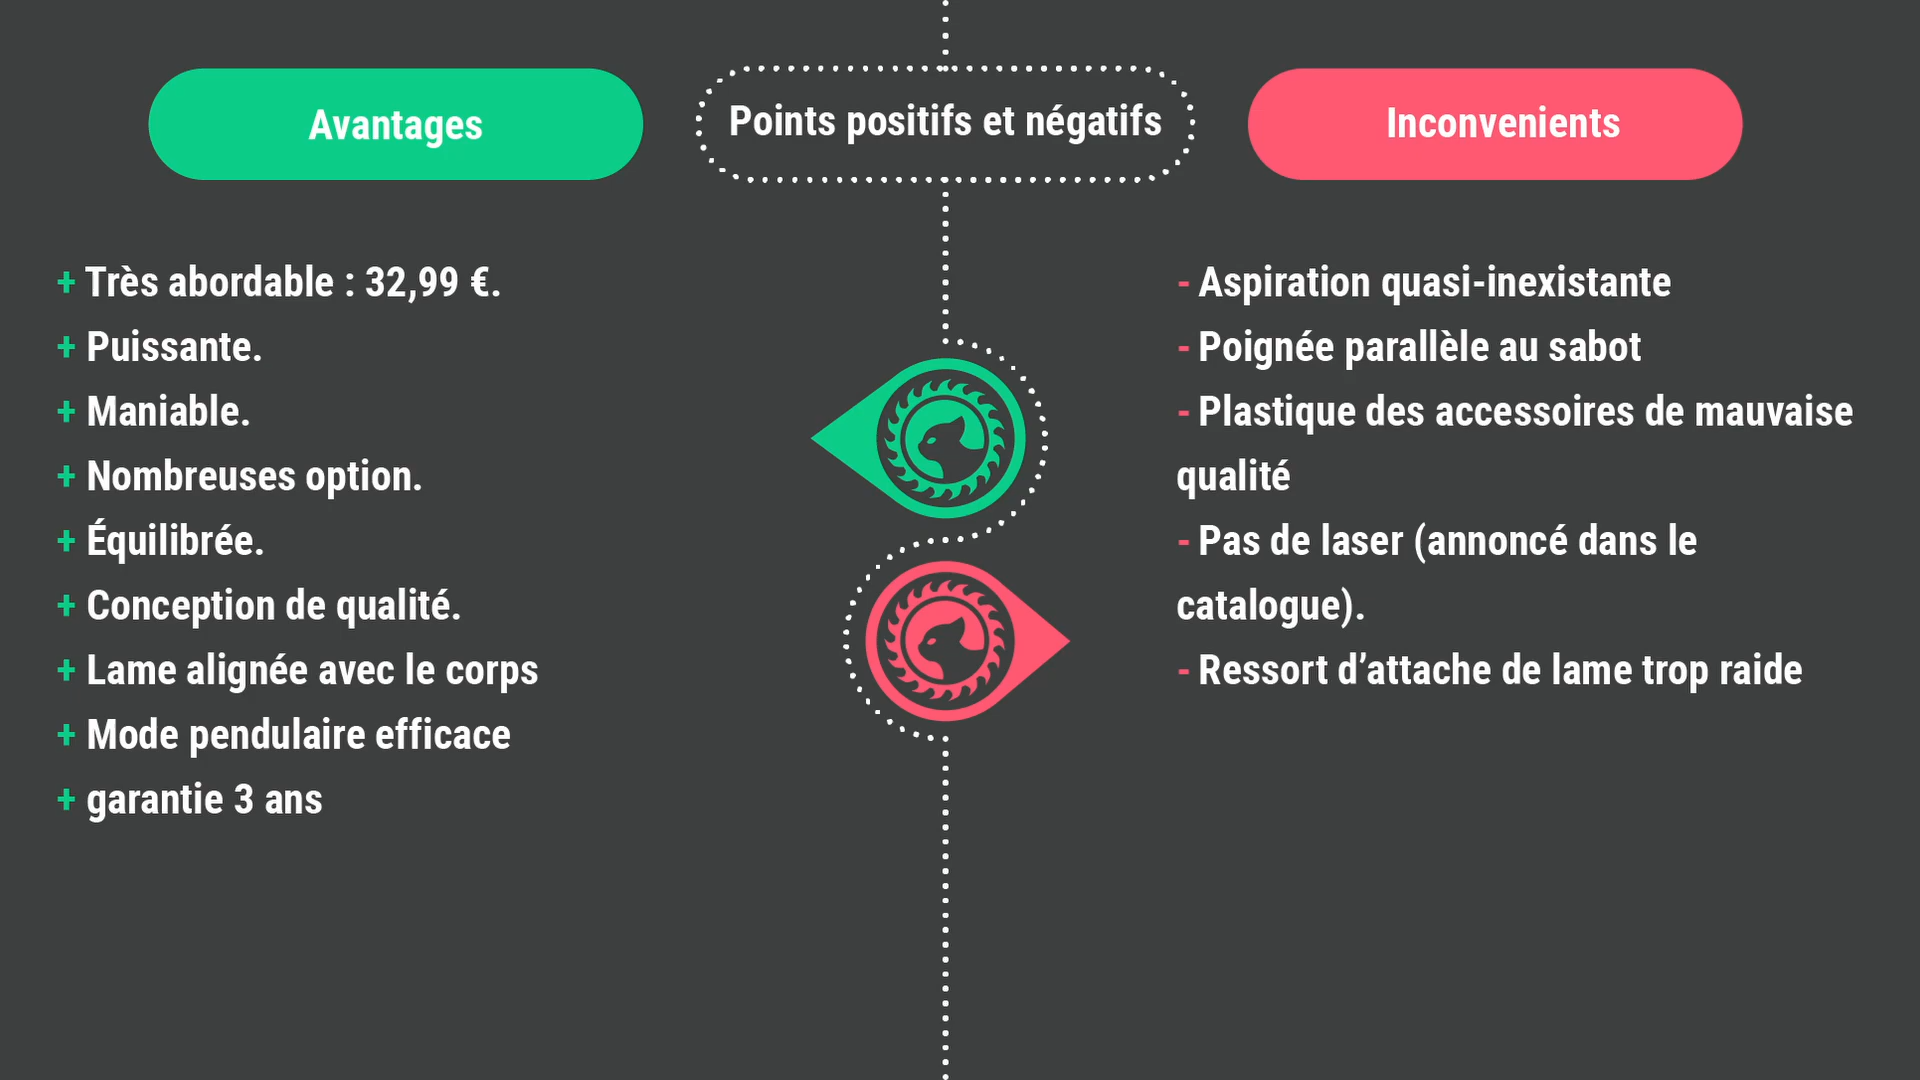 Avantages
Points positifs et négatifs
Inconvenients
+ Très abordable : 32,99 €.
+ Puissante.
+ Maniable.
+ Nombreuses option.
+ Équilibrée.
+ Conception de qualité.
+ Lame alignée avec le corps
+ Mode pendulaire efficace
+ garantie 3 ans
- Aspiration quasi-inexistante
- Poignée parallèle au sabot
- Plastique des accessoires de mauvaise
qualité
- Pas de laser (annoncé dans le
catalogue).
- Ressort d’attache de lame trop raide